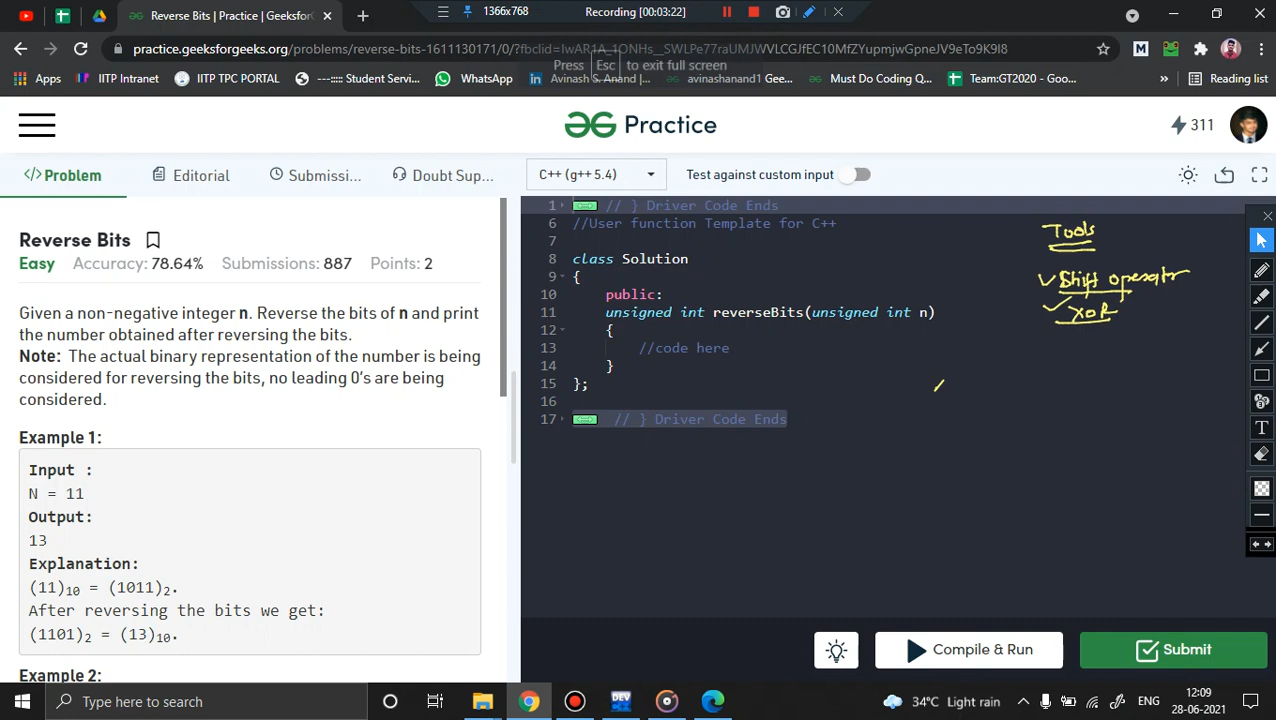 Reverse Bits | Practice | GeeksforG
1366x768
Recording [00:03:22]
practice.geeksforgeeks.org/problems/reverse-bits-1611130171/0/?fbclid=IwAR1A_1ONHs__SWLPe77raUMJWVLCGJfEC10MfZYupmjwGpneJV9eTo9K9I8
Press Esc to exit full screen
Apps
IITP Intranet
IITP TPC PORTAL
---:::: Student Servi...
WhatsApp
Avinash S. Anand |...
avinashanand1 Gee...
Must Do Coding Q...
Team:GT2020 - G...
»
Reading list
Practice
311
</> Problem
Editorial
Submissi...
Doubt Sup...
C++ (g++ 5.4)
Test against custom input
Reverse Bits
Easy Accuracy: 78.64% Submissions: 887 Points: 2
Given a non-negative integer n. Reverse the bits of n and print
the number obtained after reversing the bits.
Note: The actual binary representation of the number is being
considered for reversing the bits, no leading 0's are being
considered.
Example 1:
Input :
N = 11
Output:
13
Explanation:
(11)10 = (1011)2.
After reversing the bits we get:
(1101)2 = (13)10.
Example 2:
1 // } Driver Code Ends
6 //User function Template for C++
7
8 class Solution
9 {
10 public:
11 unsigned int reverseBits(unsigned int n)
12 {
13 //code here
14 }
15 };
16
17 // } Driver Code Ends
Tools
Shift operator
XOR
T
Compile & Run
Submit
Type here to search
DEV
34°C Light rain
ENG
12:09
28-06-2021